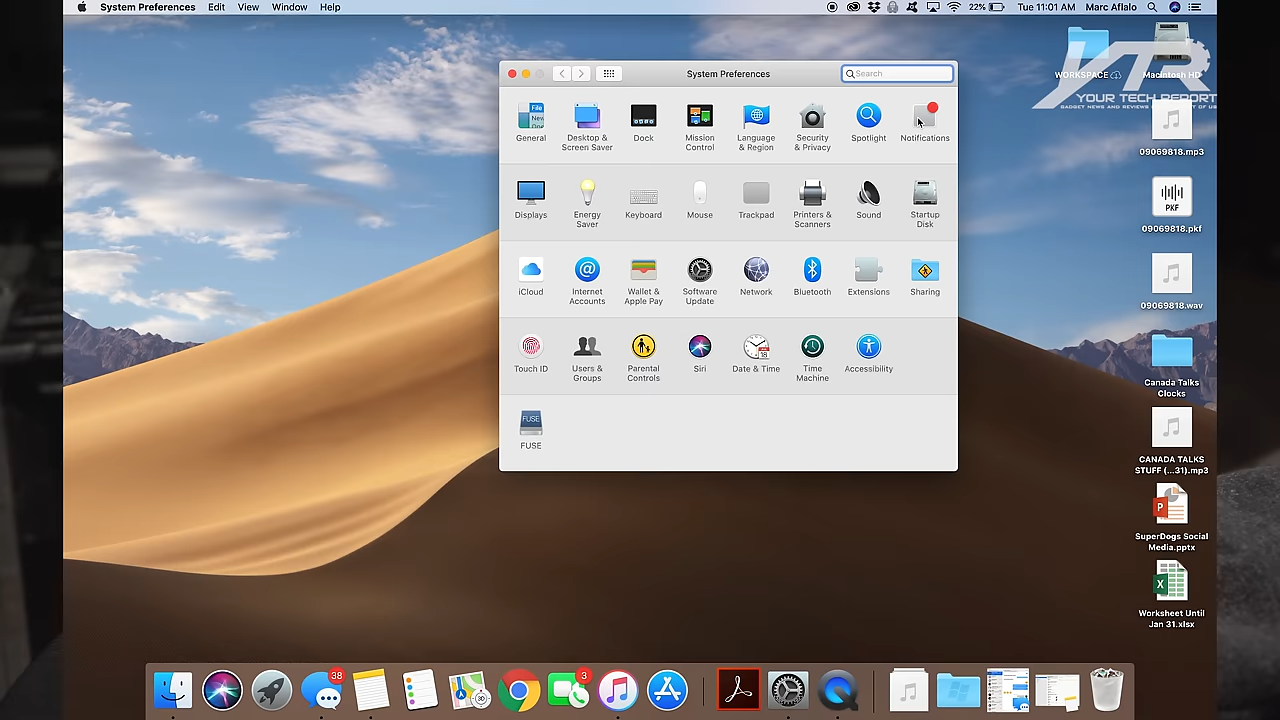 System Preferences Edit View Window Help
22% Tue 11:01 AM Marc Aflalo
System Preferences
Search
WORKSPACE
Macintosh HD
YTR
YOUR TECH REPORT
General
Desktop &
Screen Saver
Dock
Mission
Control
Language
& Region
Security
& Privacy
Spotlight
Notifications
Displays
Energy
Saver
Keyboard
Mouse
Trackpad
Printers &
Scanners
Sound
Startup
Disk
iCloud
Internet
Accounts
Wallet &
Apple Pay
Software
Update
Network
Bluetooth
Extensions
Sharing
Touch ID
Users &
Groups
Parental
Controls
Siri
Date & Time
18
Time
Machine
Accessibility
FUSE
FUSE
09069818.mp3
PKF
09069818.pkf
09069818.wav
Canada Talks
Clocks
CANADA TALKS
STUFF (...31).mp3
P
SuperDogs Social
Media.pptx
X
Worksheet Until
Jan 31.xlsx
38
3